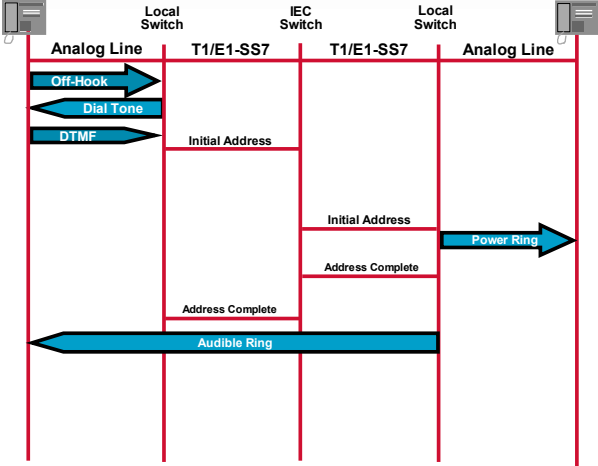 Local
Switch
IEC
Switch
Local
Switch
Analog Line
T1/E1-SS7
T1/E1-SS7
Analog Line
Off-Hook
Dial Tone
DTMF
Initial Address
Initial Address
Power Ring
Address Complete
Address Complete
Audible Ring